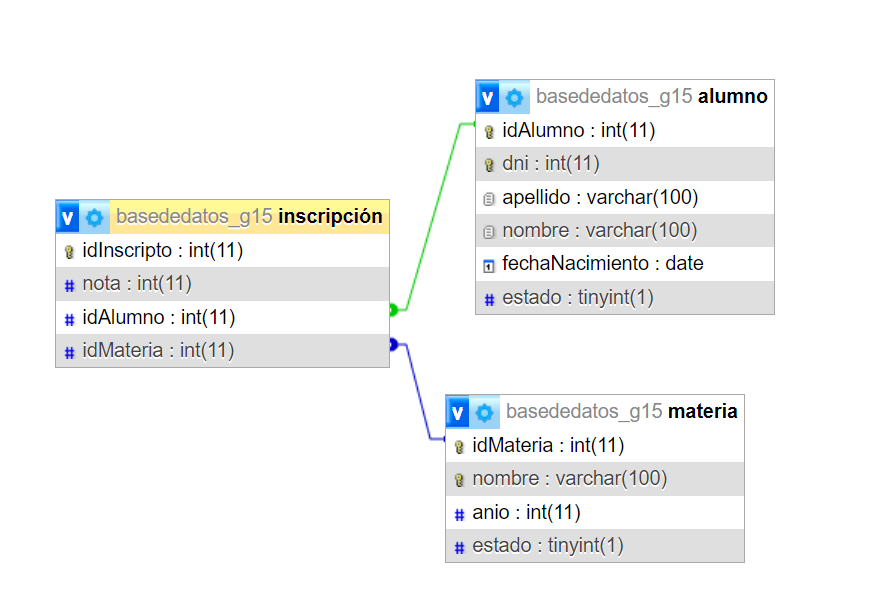 basededatos_g15 alumno
idAlumno : int(11)
dni : int(11)
apellido : varchar(100)
nombre : varchar(100)
fechaNacimiento : date
estado : tinyint(1)
basededatos_g15 inscripción
idInscripto : int(11)
nota : int(11)
idAlumno : int(11)
idMateria : int(11)
basededatos_g15 materia
idMateria : int(11)
nombre : varchar(100)
anio : int(11)
estado : tinyint(1)